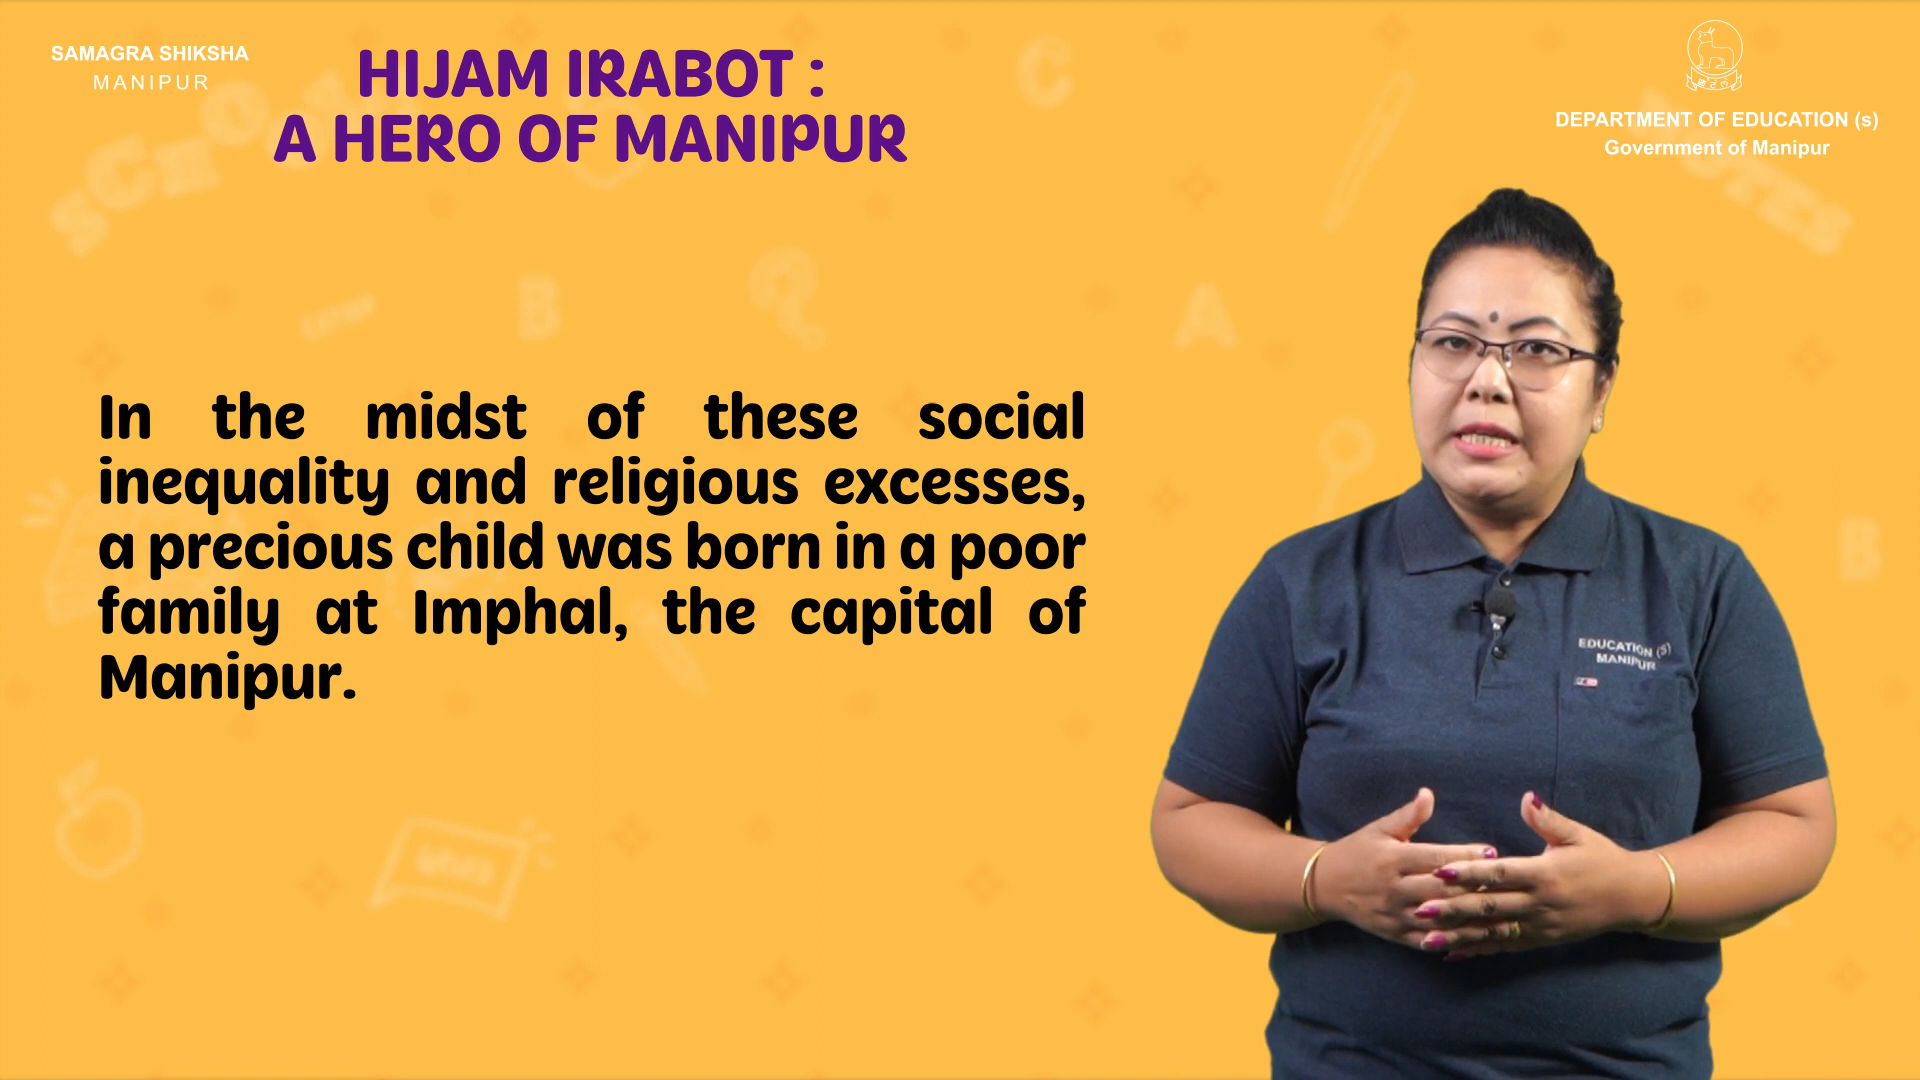 SAMAGRA SHIKSHA
MANIPUR
HIJAM IRABOT :
A HERO OF MANIPUR
DEPARTMENT OF EDUCATION (s)
Government of Manipur
In the midst of these social
inequality and religious excesses,
a precious child was born in a poor
family at Imphal, the capital of
Manipur.
EDUCATION (S)
MANIPUR
SCHOOL
NOTES
C
B
A
B